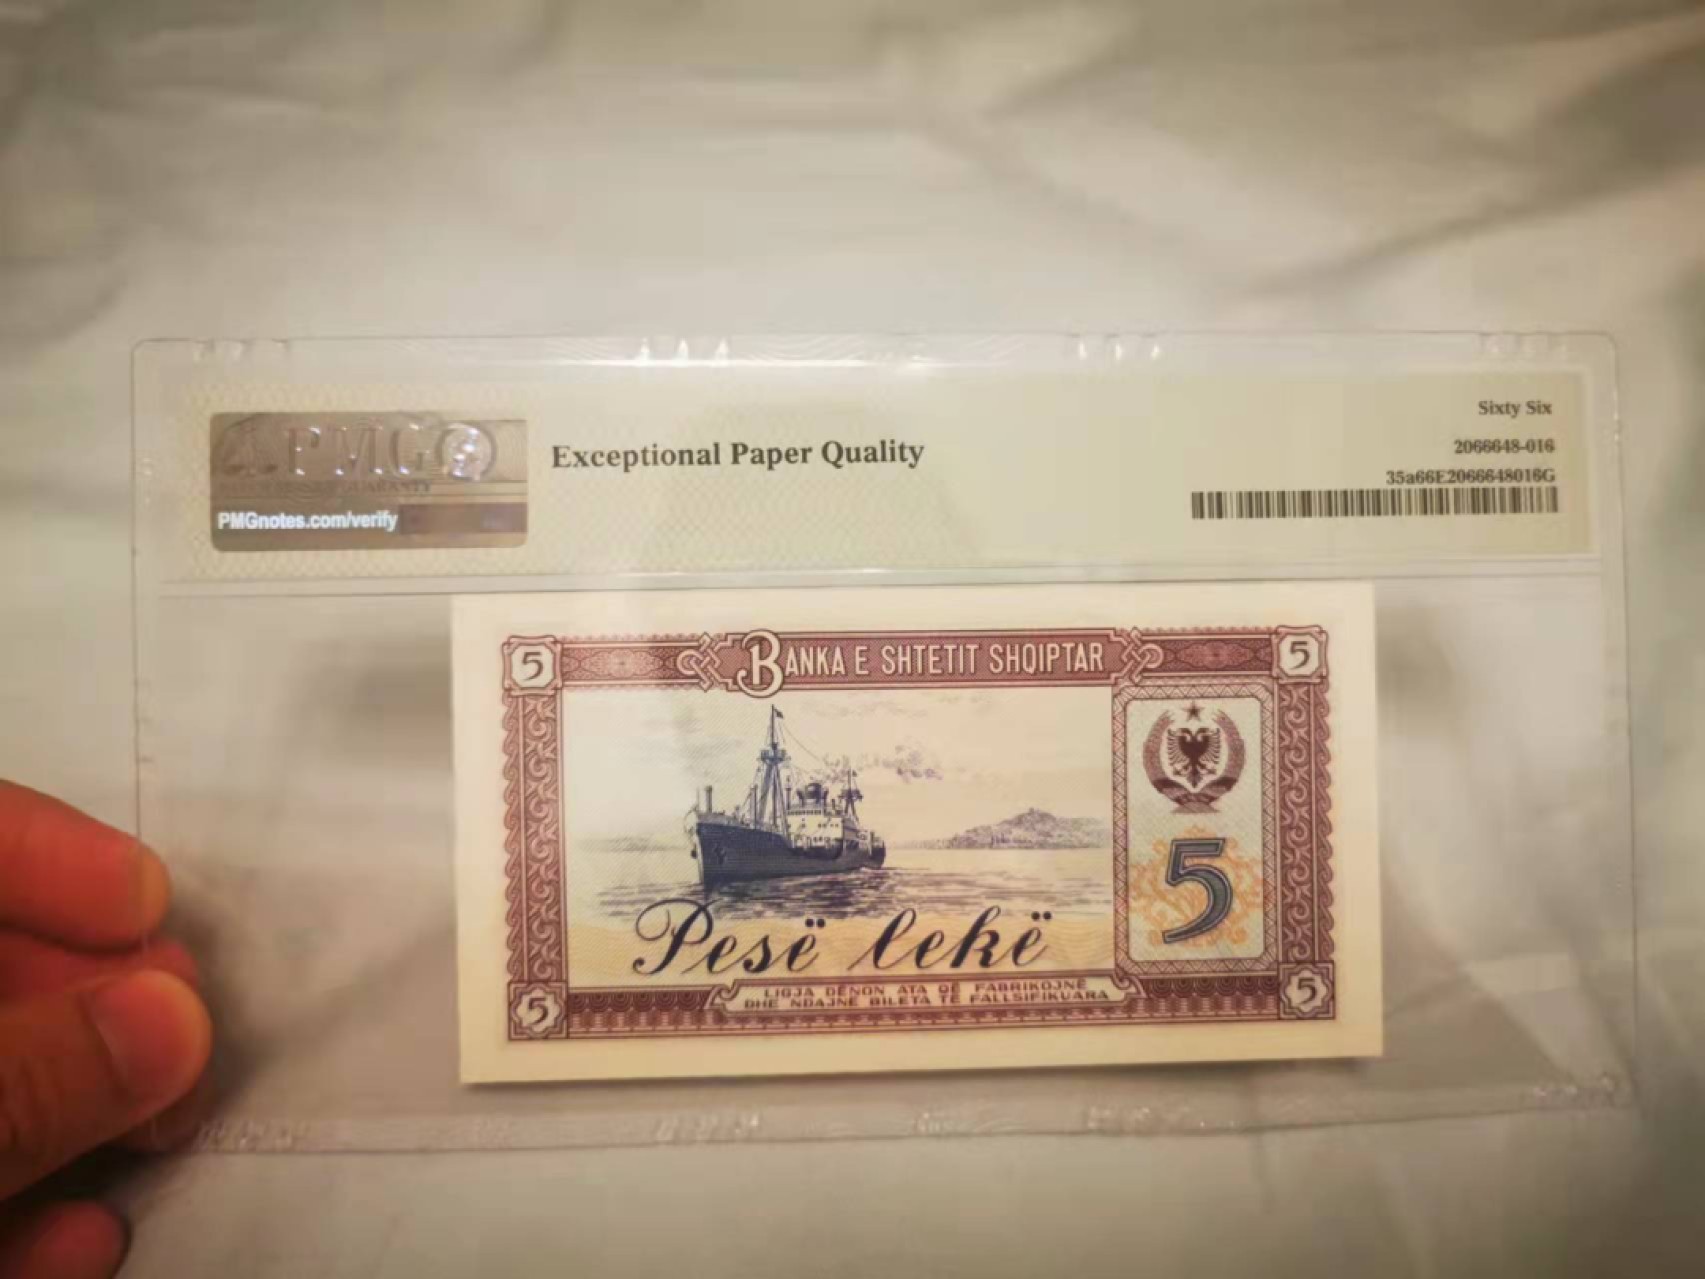 PMG
PMGnotes.com/verify
Exceptional Paper Quality
Sixty Six
2066648-016
35a66E2066648016G
5 BANKA E SHTETIT SHQIPTAR 5
5
Pesë lekë
5 LIGJA DËNON ATA QË FABRIKOJNË
DHE NDAJNË BILETA TË FALLSIFIKUARA 5